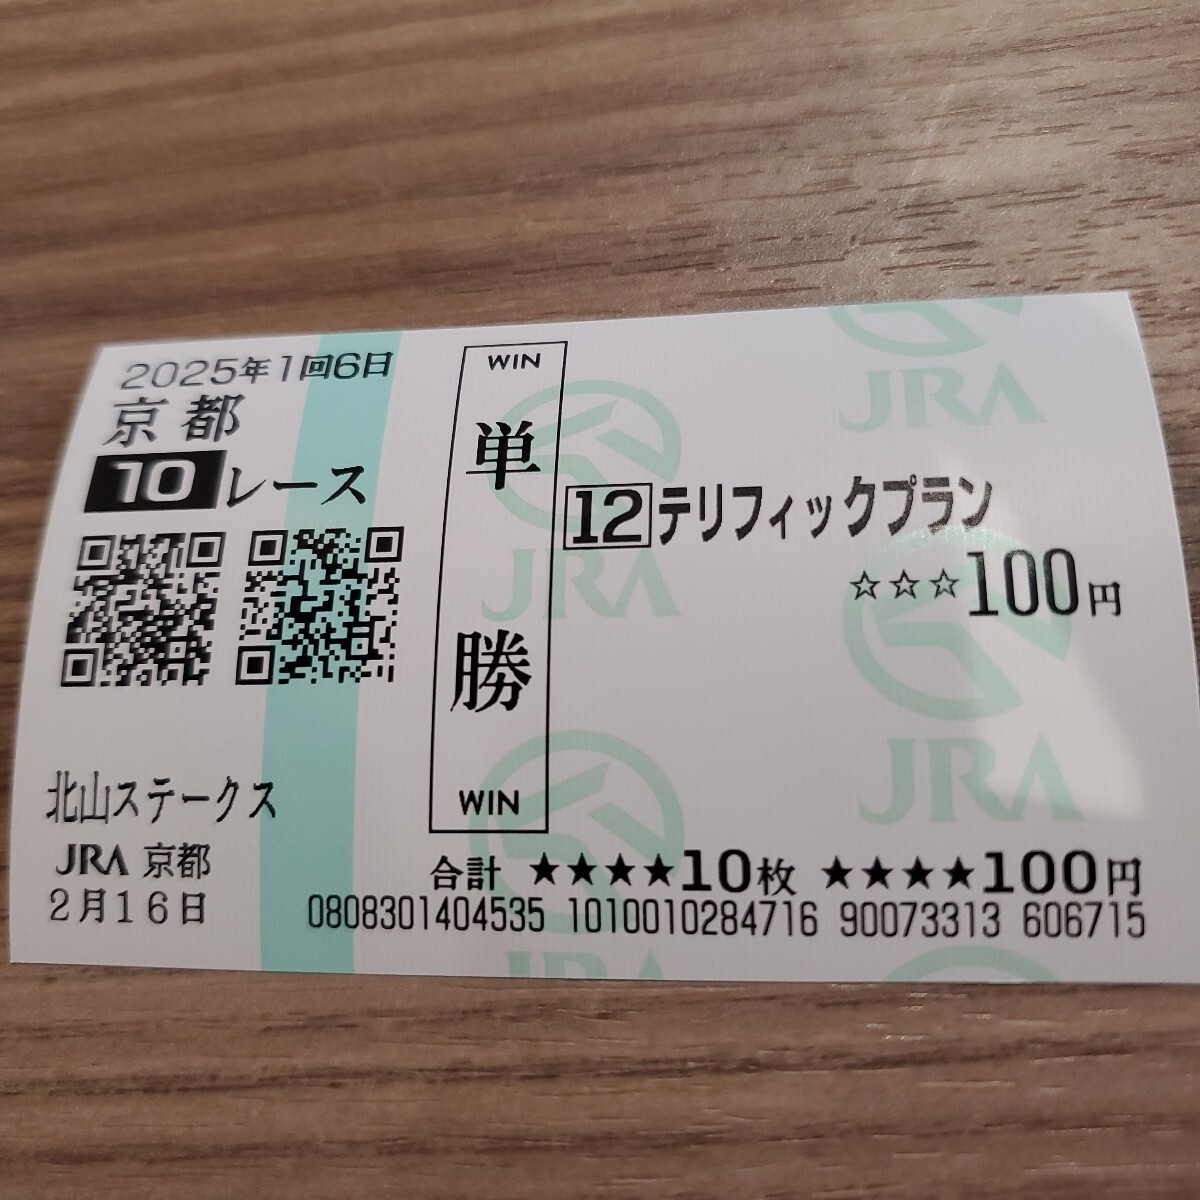 2025年1回6日
京都
10レース
北山ステークス
JRA 京都
2月16日
WIN
単勝
WIN
12テリフィックプラン
☆☆☆100円
合計 ★★★★10枚 ★★★★100円
0808301404535 1010010284716 90073313 606715
JRA
JRA
JRA
JRA